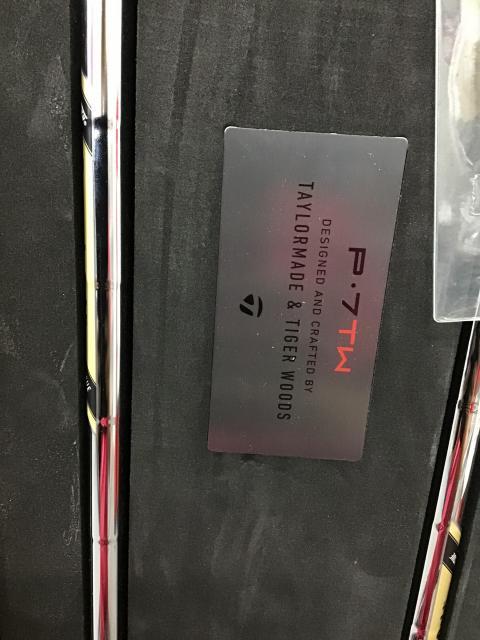 P·7TW
DESIGNED AND CRAFTED BY
TAYLORMADE & TIGER WOODS